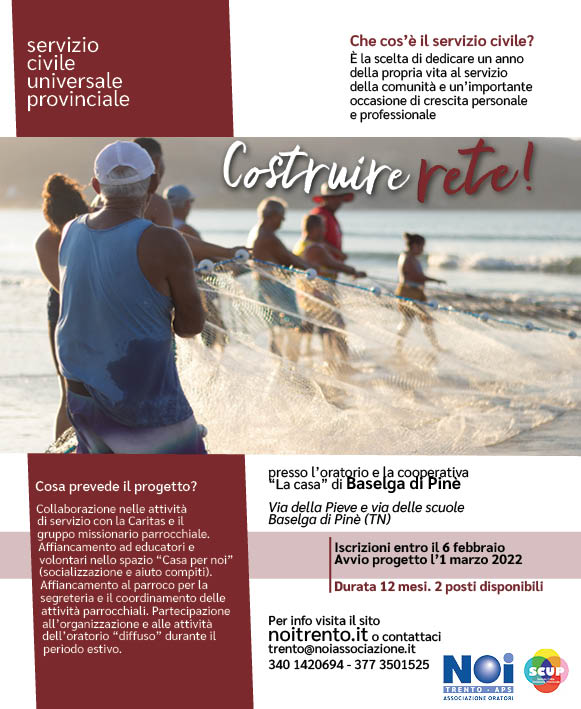 servizio
civile
universale
provinciale
Che cos'è il servizio civile?
È la scelta di dedicare un anno
della propria vita al servizio
della comunità e un'importante
occasione di crescita personale
e professionale
Costruire rete!
Cosa prevede il progetto?
Collaborazione nelle attività
di servizio con la Caritas e il
gruppo missionario parrocchiale.
Affiancamento ad educatori e
volontari nello spazio "Casa per noi"
(socializzazione e aiuto compiti).
Affiancamento al parroco per la
segreteria e il coordinamento delle
attività parrocchiali. Partecipazione
all'organizzazione e alle attività
dell'oratorio "diffuso" durante il
periodo estivo.
presso l'oratorio e la cooperativa
"La casa" di Baselga di Pinè
Via della Pieve e via delle scuole
Baselga di Pinè (TN)
Iscrizioni entro il 6 febbraio
Avvio progetto l'1 marzo 2022
Durata 12 mesi. 2 posti disponibili
Per info visita il sito
noitrento.it o contattaci
trento@noiassociazione.it
340 1420694 - 377 3501525
NOi
TRENTO - APS
ASSOCIAZIONE ORATORI
SCUP